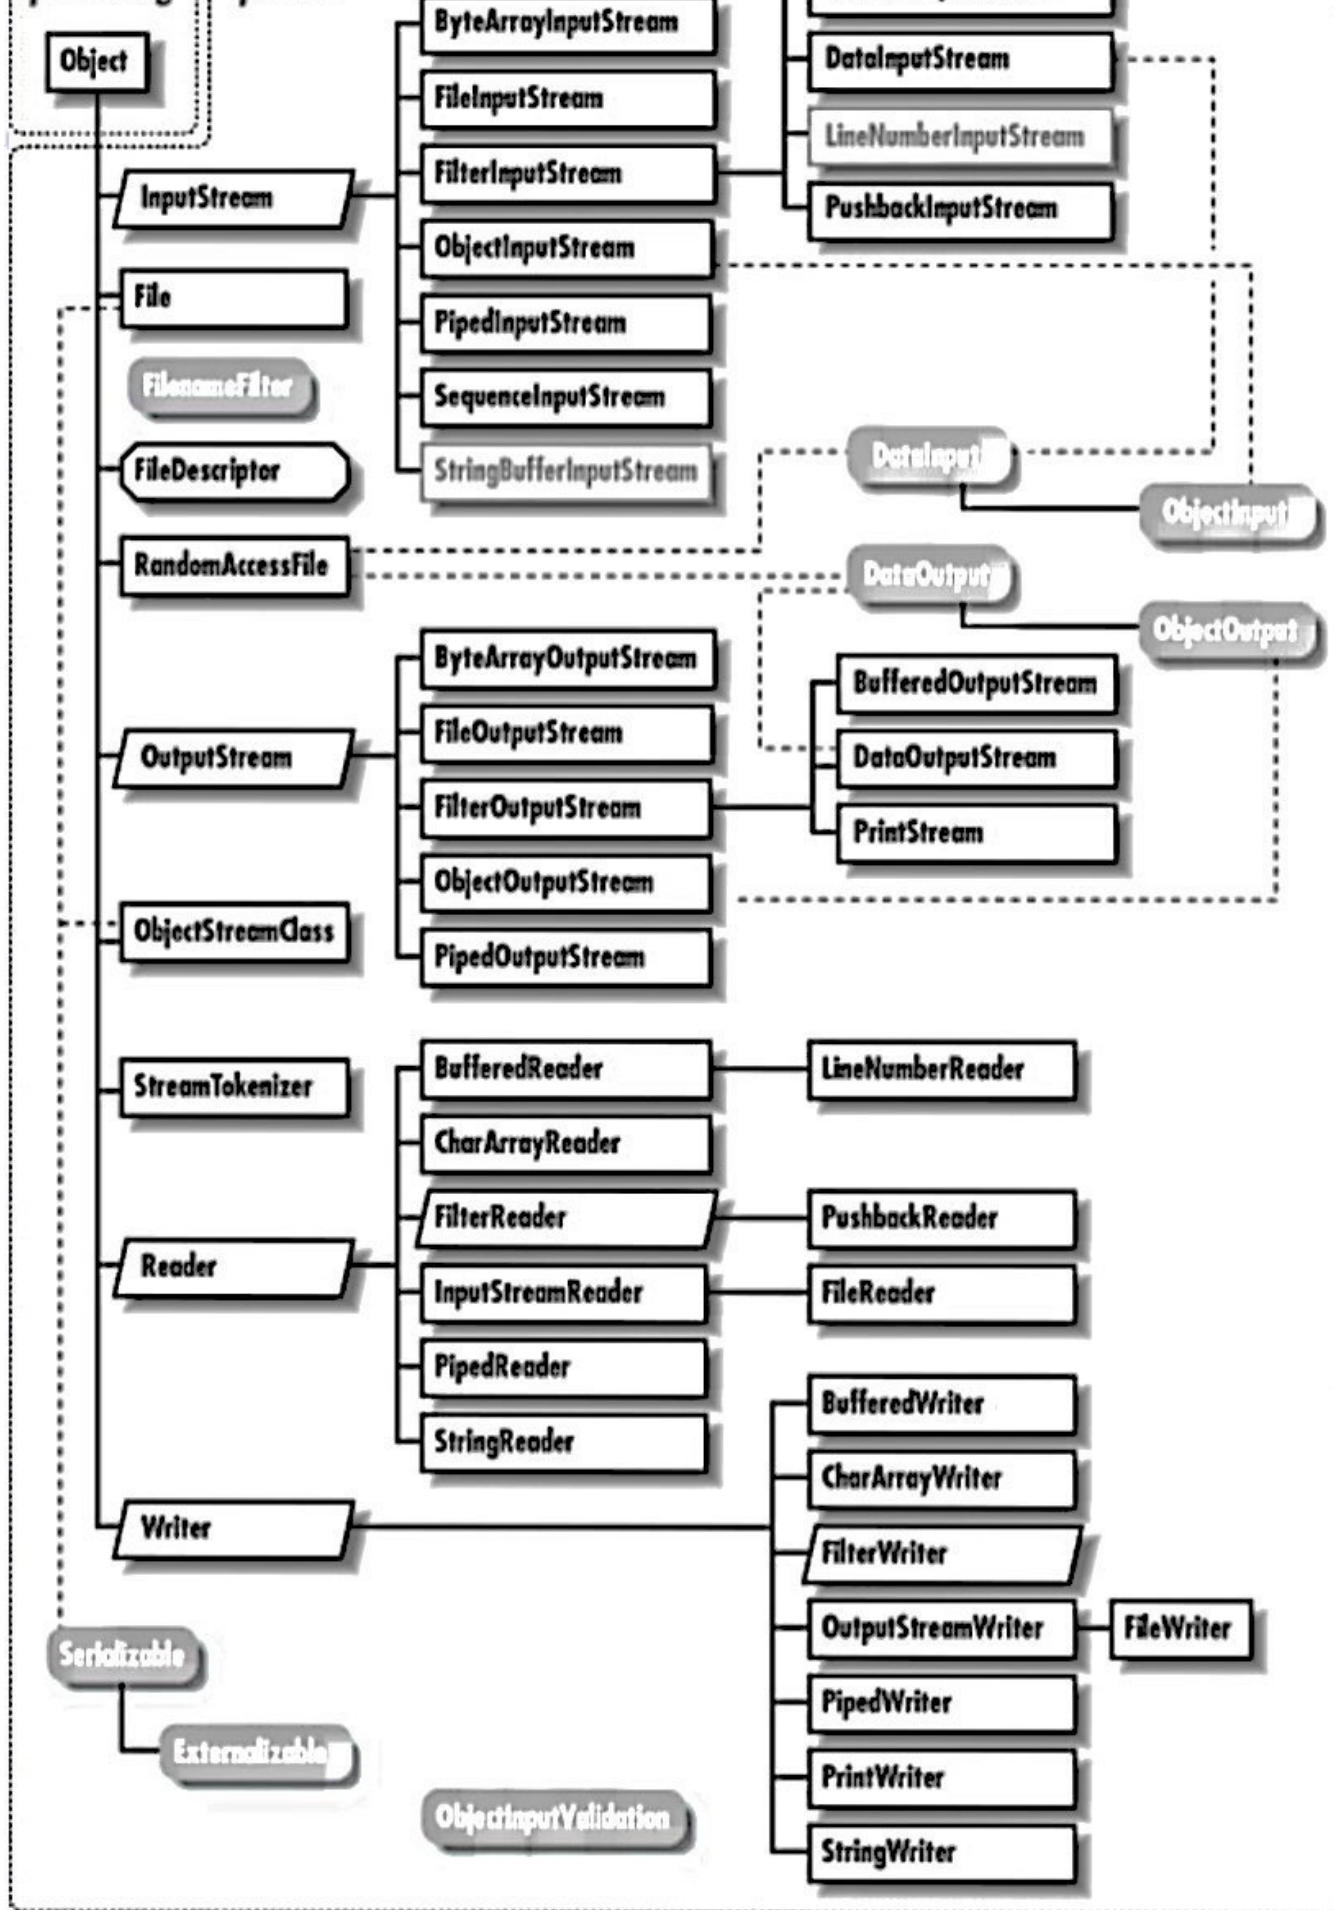 Object
InputStream
File
FilenameFilter
FileDescriptor
RandomAccessFile
OutputStream
ObjectStreamClass
StreamTokenizer
Reader
Writer
Serializable
Externalizable
ByteArrayInputStream
FileInputStream
FilterInputStream
ObjectInputStream
PipedInputStream
SequenceInputStream
StringBufferInputStream
DataInputStream
LineNumberInputStream
PushbackInputStream
DataInput
ObjectInput
DataOutput
ObjectOutput
ByteArrayOutputStream
FileOutputStream
FilterOutputStream
ObjectOutputStream
PipedOutputStream
BufferedOutputStream
DataOutputStream
PrintStream
BufferedReader
CharArrayReader
FilterReader
InputStreamReader
PipedReader
StringReader
LineNumberReader
PushbackReader
FileReader
BufferedWriter
CharArrayWriter
FilterWriter
OutputStreamWriter
FileWriter
PipedWriter
PrintWriter
StringWriter
ObjectInputValidation